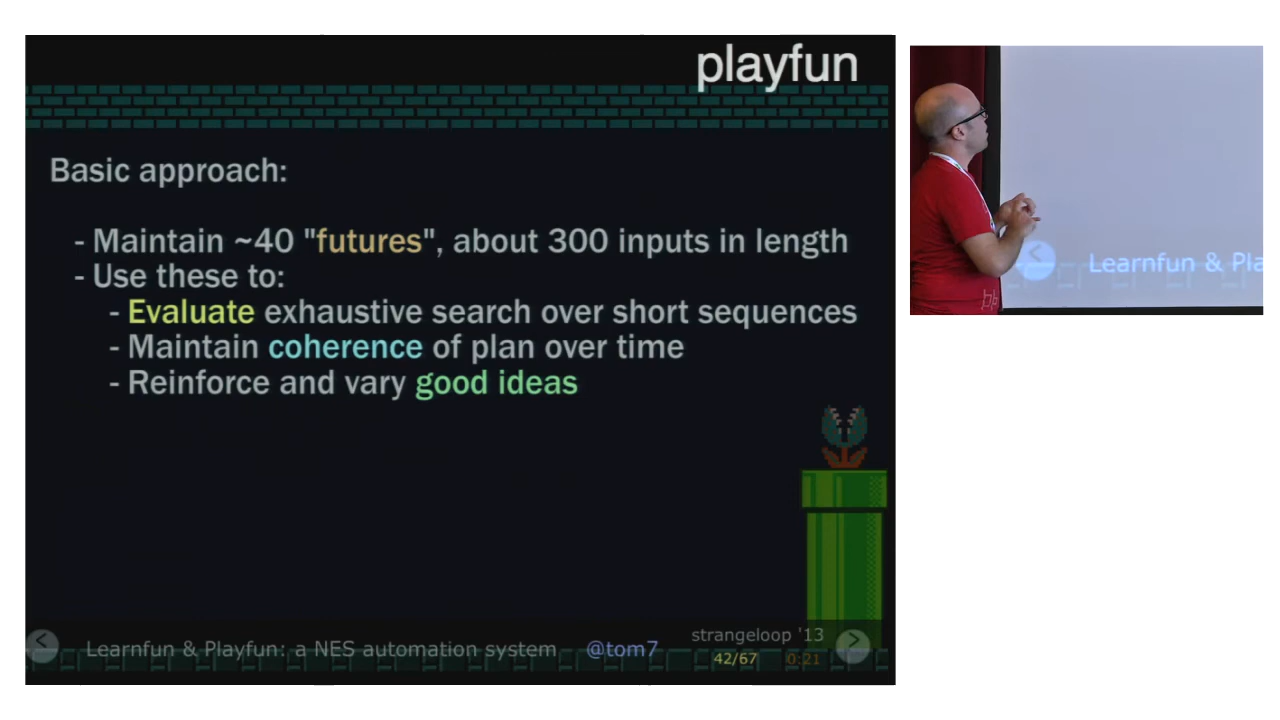 playfun
Basic approach:
- Maintain ~40 "futures", about 300 inputs in length
- Use these to:
- Evaluate exhaustive search over short sequences
- Maintain coherence of plan over time
- Reinforce and vary good ideas
< Learnfun & Playfun: a NES automation system @tom7
strangeloop '13
42/67 0:21 >
< Learnfun & Pla